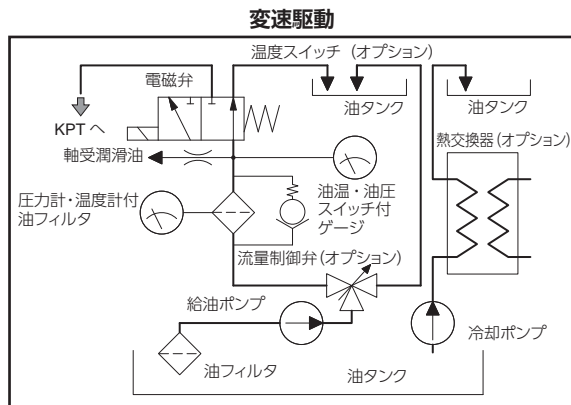 変速駆動
温度スイッチ (オプション)
電磁弁
油タンク
油タンク
KPT へ
熱交換器(オプション)
軸受潤滑油
圧力計・温度計付
油フィルタ
油温・油圧
スイッチ付
ゲージ
流量制御弁(オプション)
給油ポンプ
冷却ポンプ
油フィルタ
油タンク